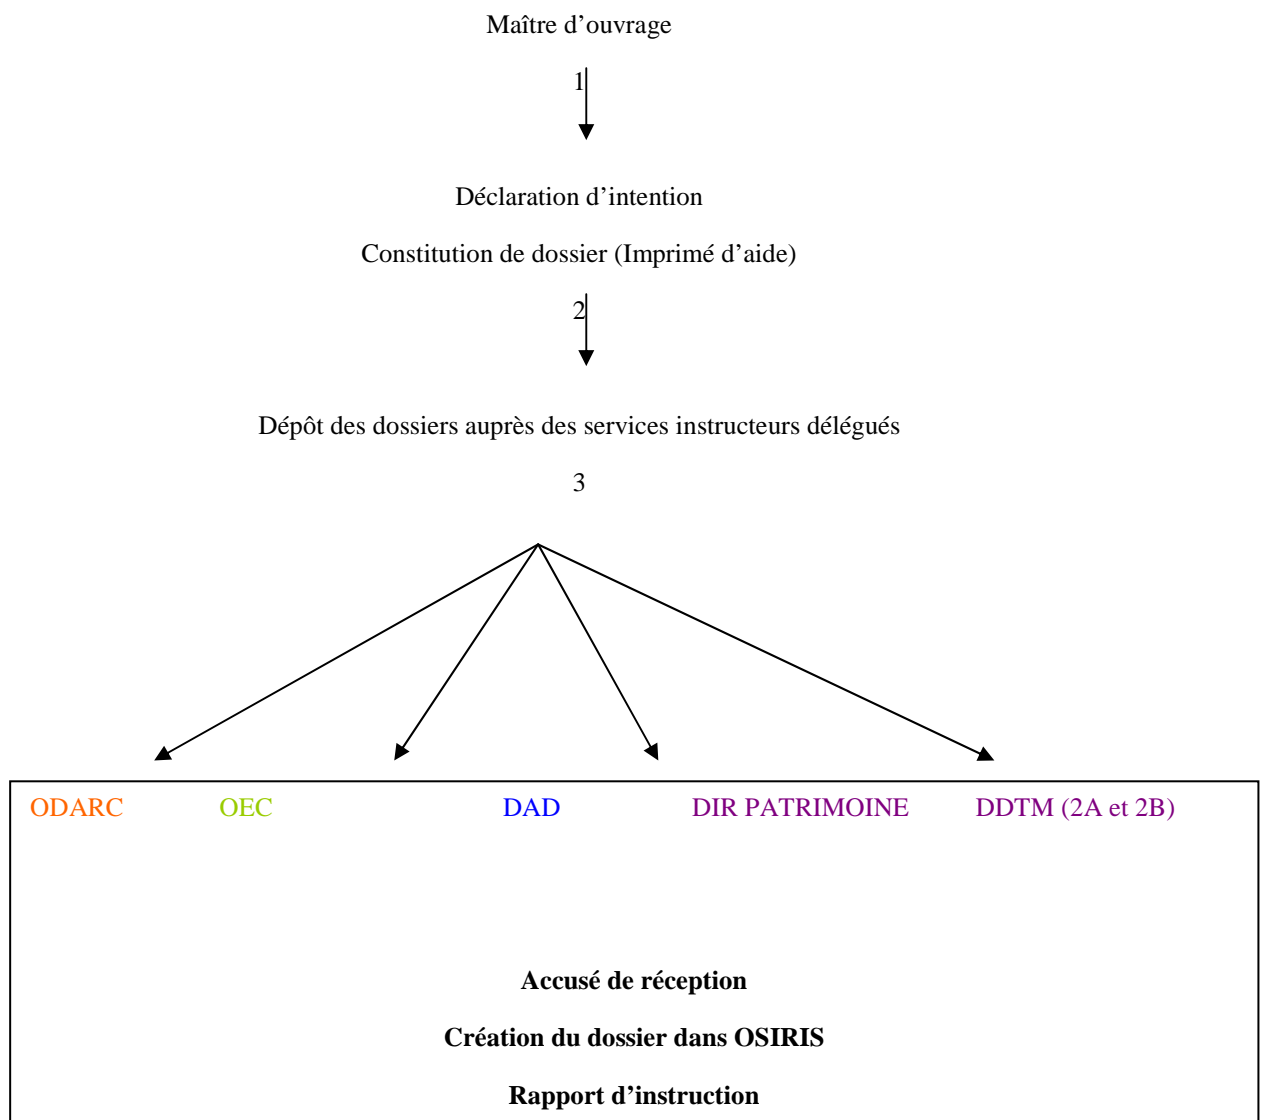 Maître d’ouvrage
1
Déclaration d’intention
Constitution de dossier (Imprimé d’aide)
2
Dépôt des dossiers auprès des services instructeurs délégués
3
ODARC OEC DAD DIR PATRIMOINE DDTM (2A et 2B)
Accusé de réception
Création du dossier dans OSIRIS
Rapport d’instruction